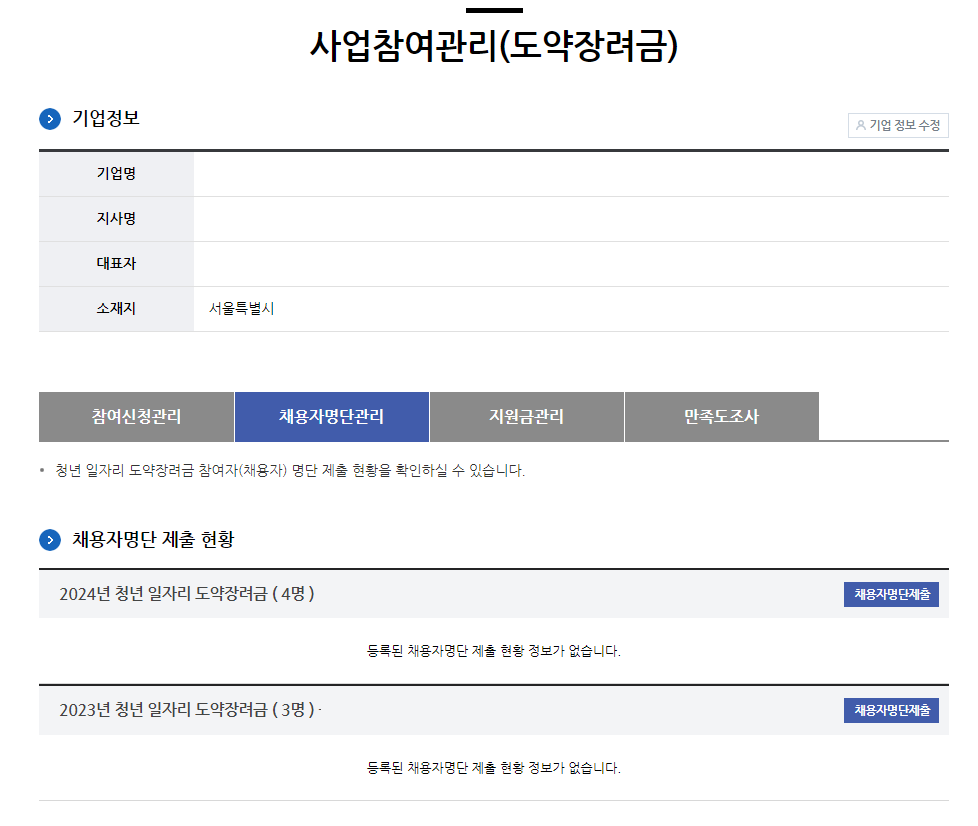 사업참여관리(도약장려금)
기업정보
기업 정보 수정
기업명
지사명
대표자
소재지 서울특별시
참여신청관리 채용자명단관리 지원금관리 만족도조사
• 청년 일자리 도약장려금 참여자(채용자) 명단 제출 현황을 확인하실 수 있습니다.
채용자명단 제출 현황
2024년 청년 일자리 도약장려금 ( 4명 ) 채용자명단제출
등록된 채용자명단 제출 현황 정보가 없습니다.
2023년 청년 일자리 도약장려금 ( 3명 ) · 채용자명단제출
등록된 채용자명단 제출 현황 정보가 없습니다.